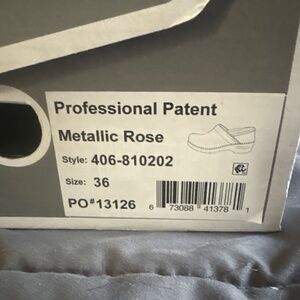 Professional Patent
Metallic Rose
Style: 406-810202
Size: 36
PO#13126
6 73088 41378 1